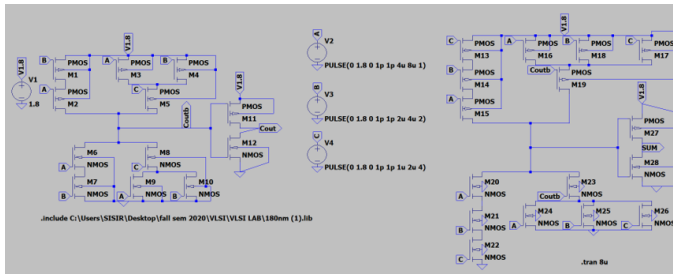 V1.8
V1.8
B
PMOS
M1
A
PMOS
M3
B
PMOS
M4
V1
1.8
A
PMOS
M2
C
PMOS
M5
Coutb
V1.8
PMOS
M11
Cout
M12
NMOS
M6
NMOS
A
M8
NMOS
C
M7
NMOS
B
M9
NMOS
A
M10
B
.include C:\Users\SISIR\Desktop\fall sem 2020\VLSI\VLSI LAB\180nm (1).lib
A
V2
PULSE(0 1.8 0 1p 1p 4u 8u 1)
B
V3
PULSE(0 1.8 0 1p 1p 2u 4u 2)
C
V4
PULSE(0 1.8 0 1p 1p 1u 2u 4)
V1.8
C
PMOS
M13
A
PMOS
M16
B
PMOS
M18
C
PMOS
M17
B
PMOS
M14
Coutb
PMOS
M19
A
PMOS
M15
V1.8
PMOS
M27
SUM
M28
NMOS
M20
NMOS
A
M23
NMOS
Coutb
M21
NMOS
B
M24
NMOS
A
M25
NMOS
B
M26
NMOS
C
M22
NMOS
C
.tran 8u